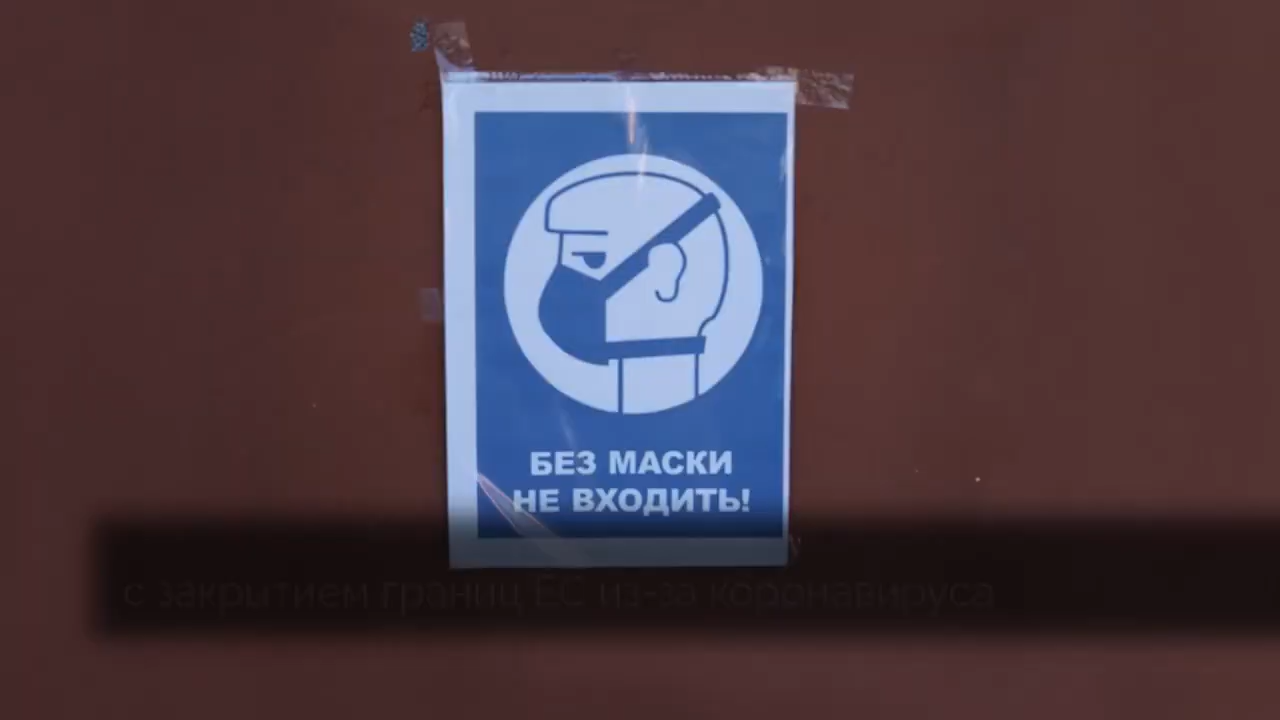 БЕЗ МАСКИ
НЕ ВХОДИТЬ!
с закрытием границ ЕС из-за коронавируса